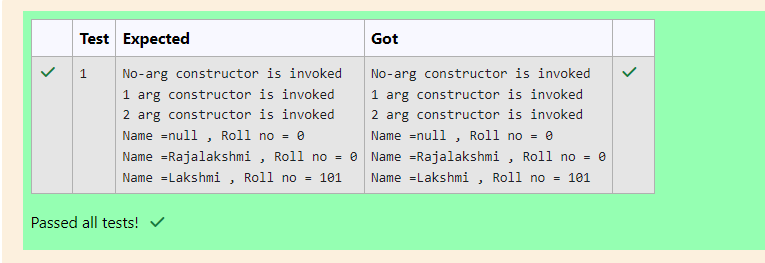 Test Expected Got
1 No-arg constructor is invoked No-arg constructor is invoked
1 arg constructor is invoked 1 arg constructor is invoked
2 arg constructor is invoked 2 arg constructor is invoked
Name =null , Roll no = 0 Name =null , Roll no = 0
Name =Rajalakshmi , Roll no = 0 Name =Rajalakshmi , Roll no = 0
Name =Lakshmi , Roll no = 101 Name =Lakshmi , Roll no = 101
Passed all tests!